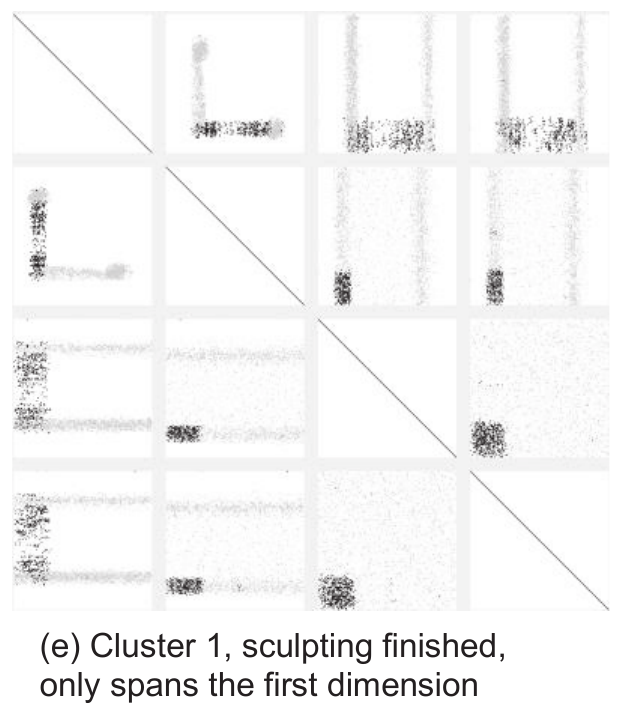 (e) Cluster 1, sculpting finished,
only spans the first dimension